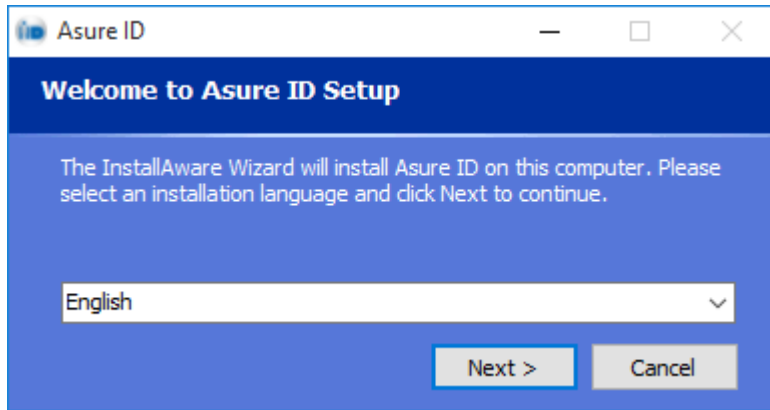 Asure ID
Welcome to Asure ID Setup
The InstallAware Wizard will install Asure ID on this computer. Please
select an installation language and click Next to continue.
English
Next >
Cancel